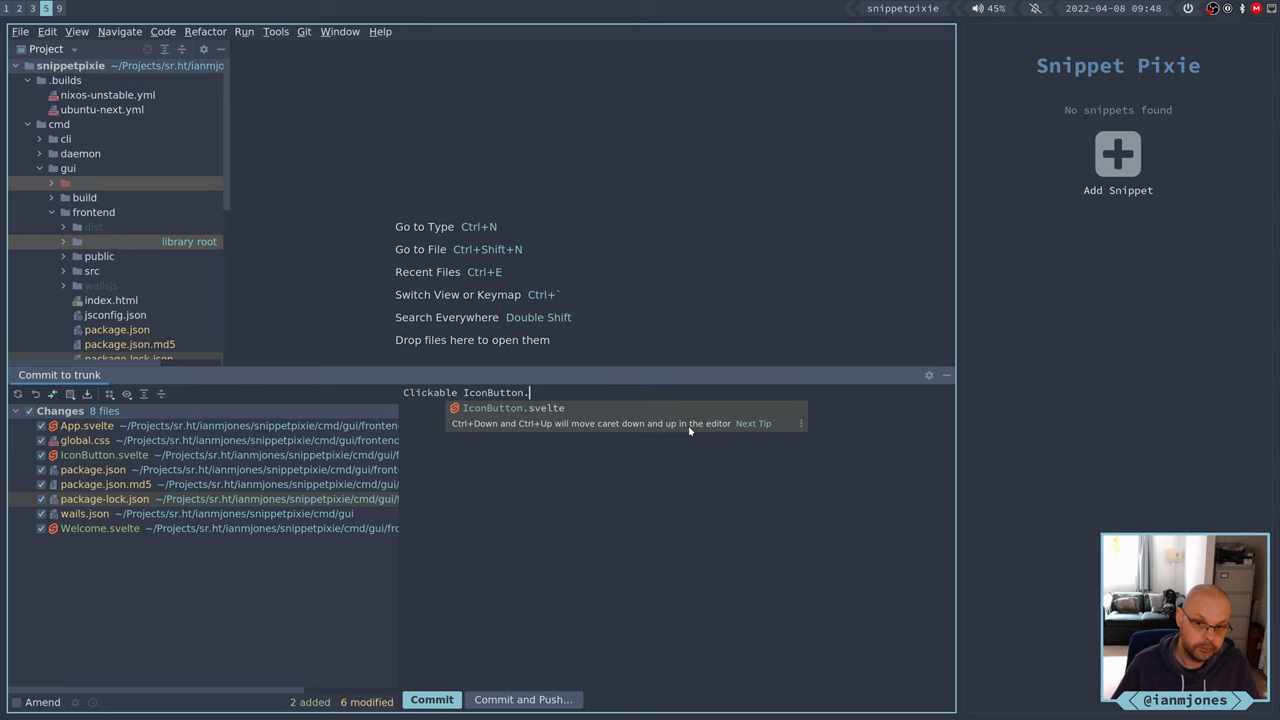 1 2 3 5 9
snippetpixie
45%
2022-04-08 09:48
File Edit View Navigate Code Refactor Run Tools Git Window Help
Project
snippetpixie ~/Projects/sr.ht/ianmjo
.builds
nixos-unstable.yml
ubuntu-next.yml
cmd
cli
daemon
gui
build
frontend
dist
library root
public
src
wailsjs
index.html
jsconfig.json
package.json
package.json.md5
package-lock.json
Go to Type Ctrl+N
Go to File Ctrl+Shift+N
Recent Files Ctrl+E
Switch View or Keymap Ctrl+`
Search Everywhere Double Shift
Drop files here to open them
Snippet Pixie
No snippets found
Add Snippet
Commit to trunk
Changes 8 files
App.svelte ~/Projects/sr.ht/ianmjones/snippetpixie/cmd/gui/fronten
global.css ~/Projects/sr.ht/ianmjones/snippetpixie/cmd/gui/frontend
IconButton.svelte ~/Projects/sr.ht/ianmjones/snippetpixie/cmd/gui/
package.json ~/Projects/sr.ht/ianmjones/snippetpixie/cmd/gui/front
package.json.md5 ~/Projects/sr.ht/ianmjones/snippetpixie/cmd/gui/
package-lock.json ~/Projects/sr.ht/ianmjones/snippetpixie/cmd/gui/f
wails.json ~/Projects/sr.ht/ianmjones/snippetpixie/cmd/gui
Welcome.svelte ~/Projects/sr.ht/ianmjones/snippetpixie/cmd/gui/fro
Clickable IconButton.
IconButton.svelte
Ctrl+Down and Ctrl+Up will move caret down and up in the editor Next Tip
Amend
2 added 6 modified
Commit
Commit and Push...
@ianmjones